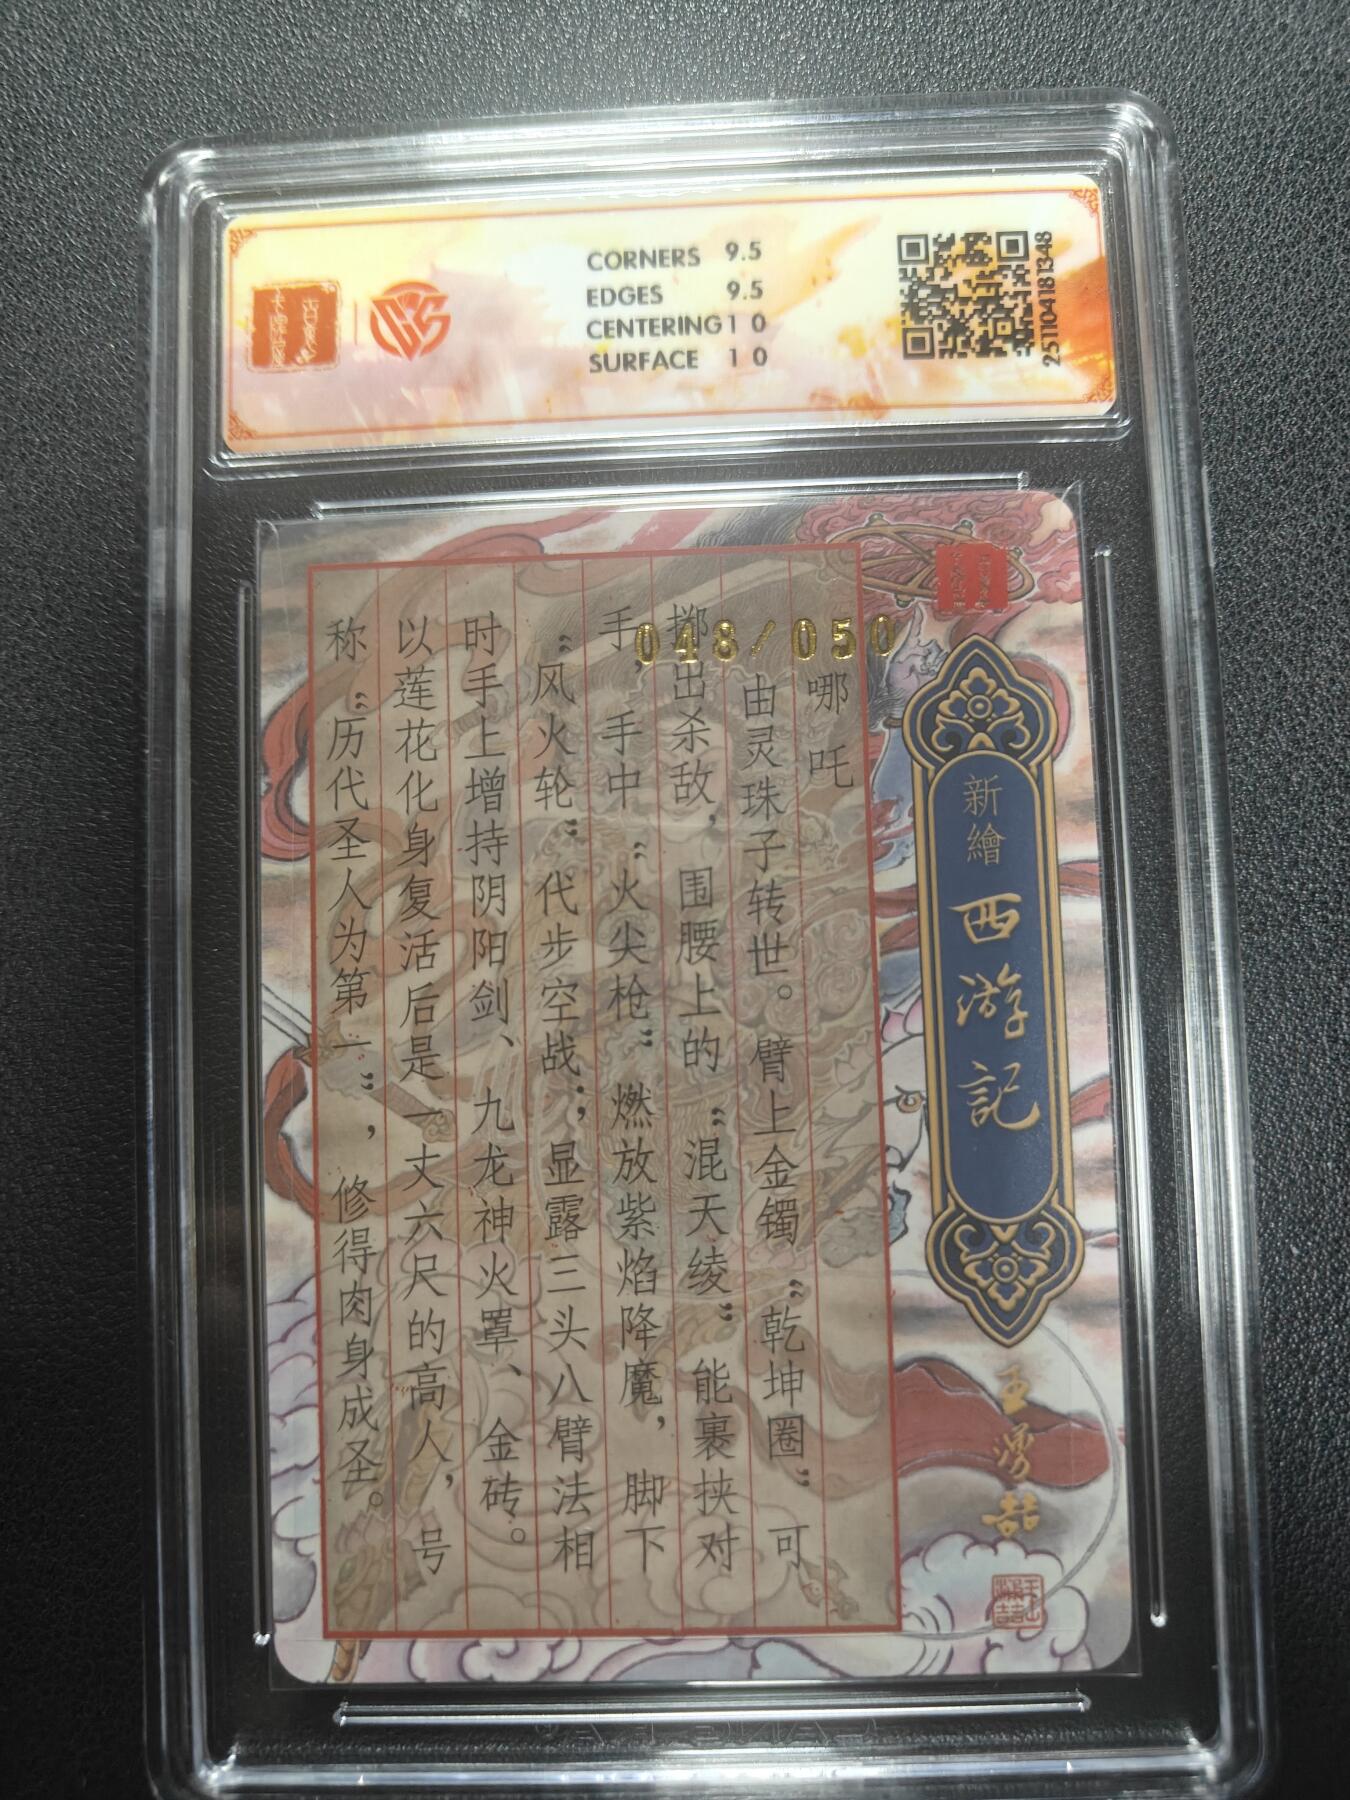 CORNERS 9.5
EDGES 9.5
CENTERING 10
SURFACE 10
251104181348
048/050
新繪
西游記
王勇喆
哪吒
由灵珠子转世。臂上金镯“乾坤圈”可
掷出杀敌，围腰上的“混天绫”能裹挟对
手，手中“火尖枪”燃放紫焰降魔，脚下
“风火轮”代步空战；显露三头八臂法相
时手上增持阴阳剑、九龙神火罩、金砖。
以莲花化身复活后是一丈六尺的高人，号
称“历代圣人为第一”，修得肉身成圣。